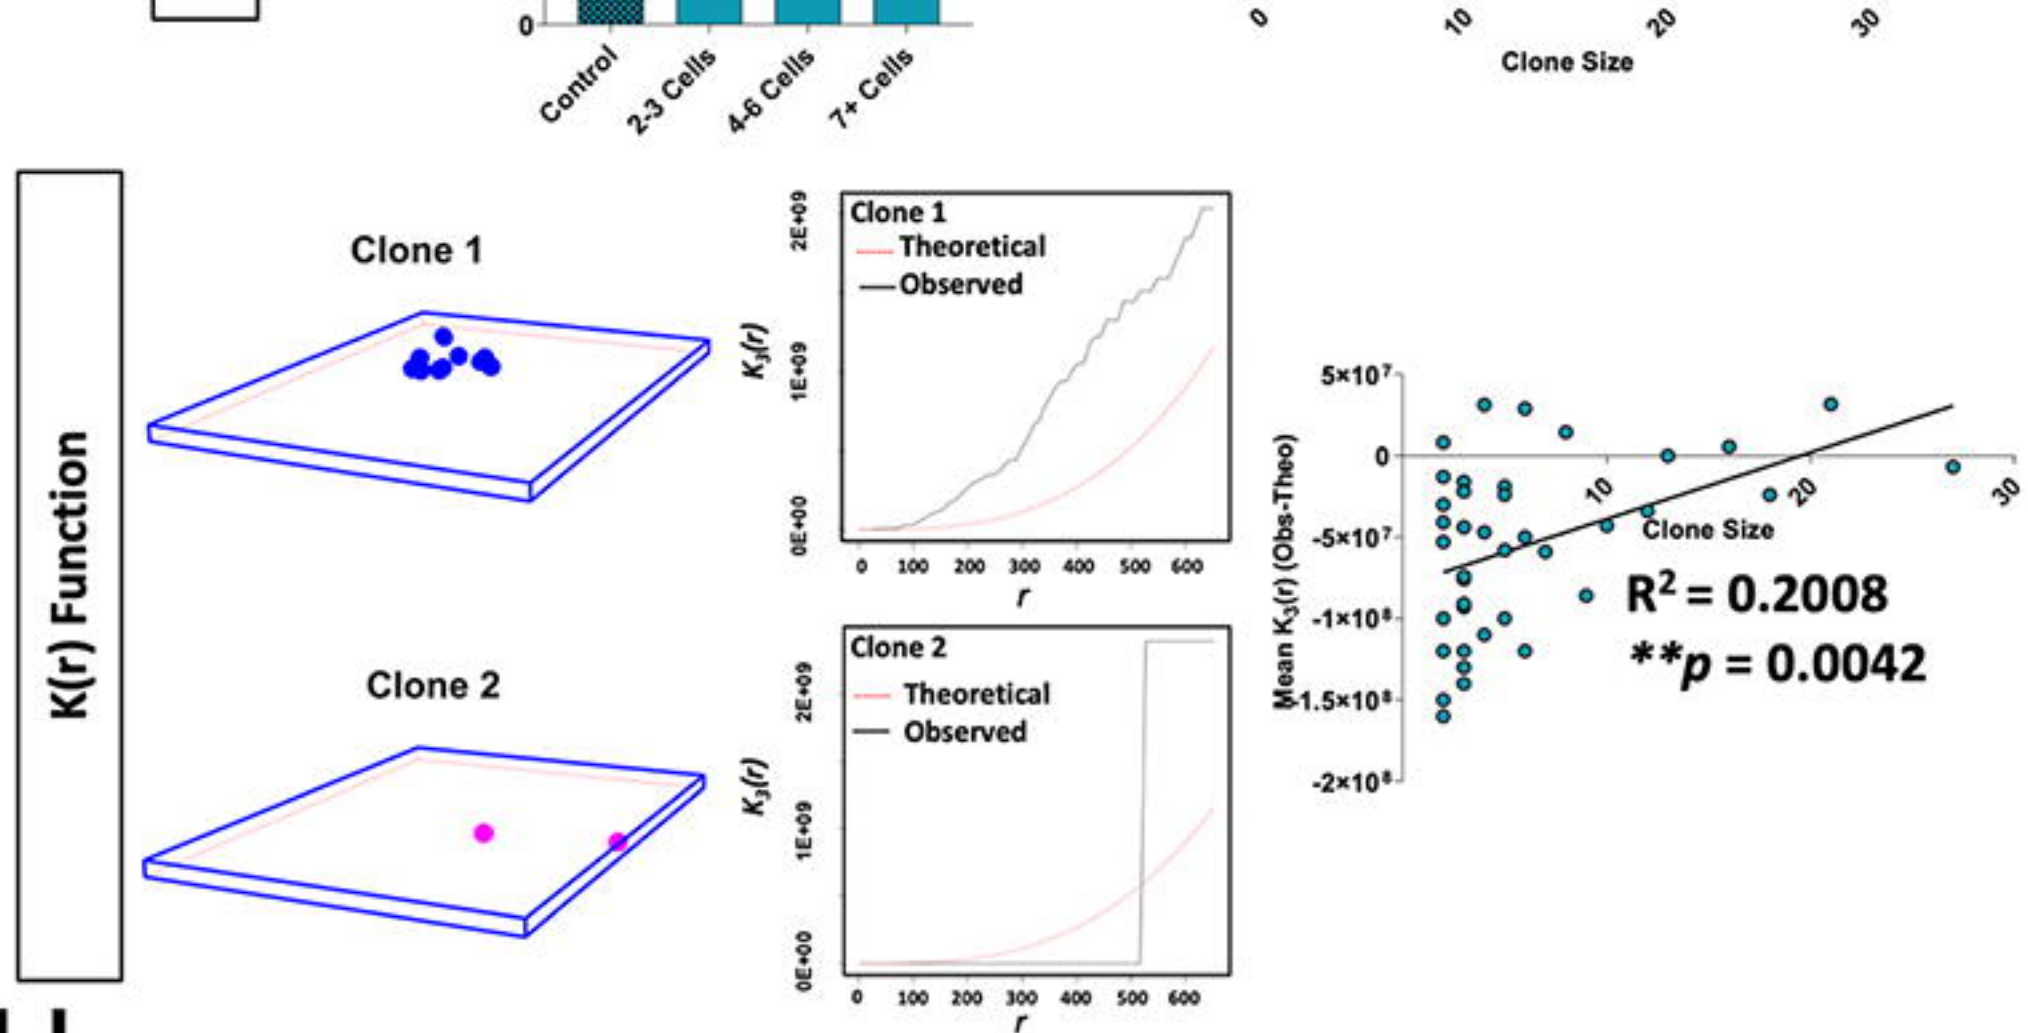 0
Control
2-3 Cells
4-6 Cells
7+ Cells
0
10
20
30
Clone Size
K(r) Function
Clone 1
Clone 1
Theoretical
Observed
K3(r)
2E+09
1E+09
0E+00
0 100 200 300 400 500 600
r
Clone 2
Clone 2
Theoretical
Observed
K3(r)
2E+09
1E+09
0E+00
0 100 200 300 400 500 600
r
Mean K3(r) (Obs-Theo)
5×10⁷
0
-5×10⁷
-1×10⁸
-1.5×10⁸
-2×10⁸
10
20
30
Clone Size
R² = 0.2008
**p = 0.0042